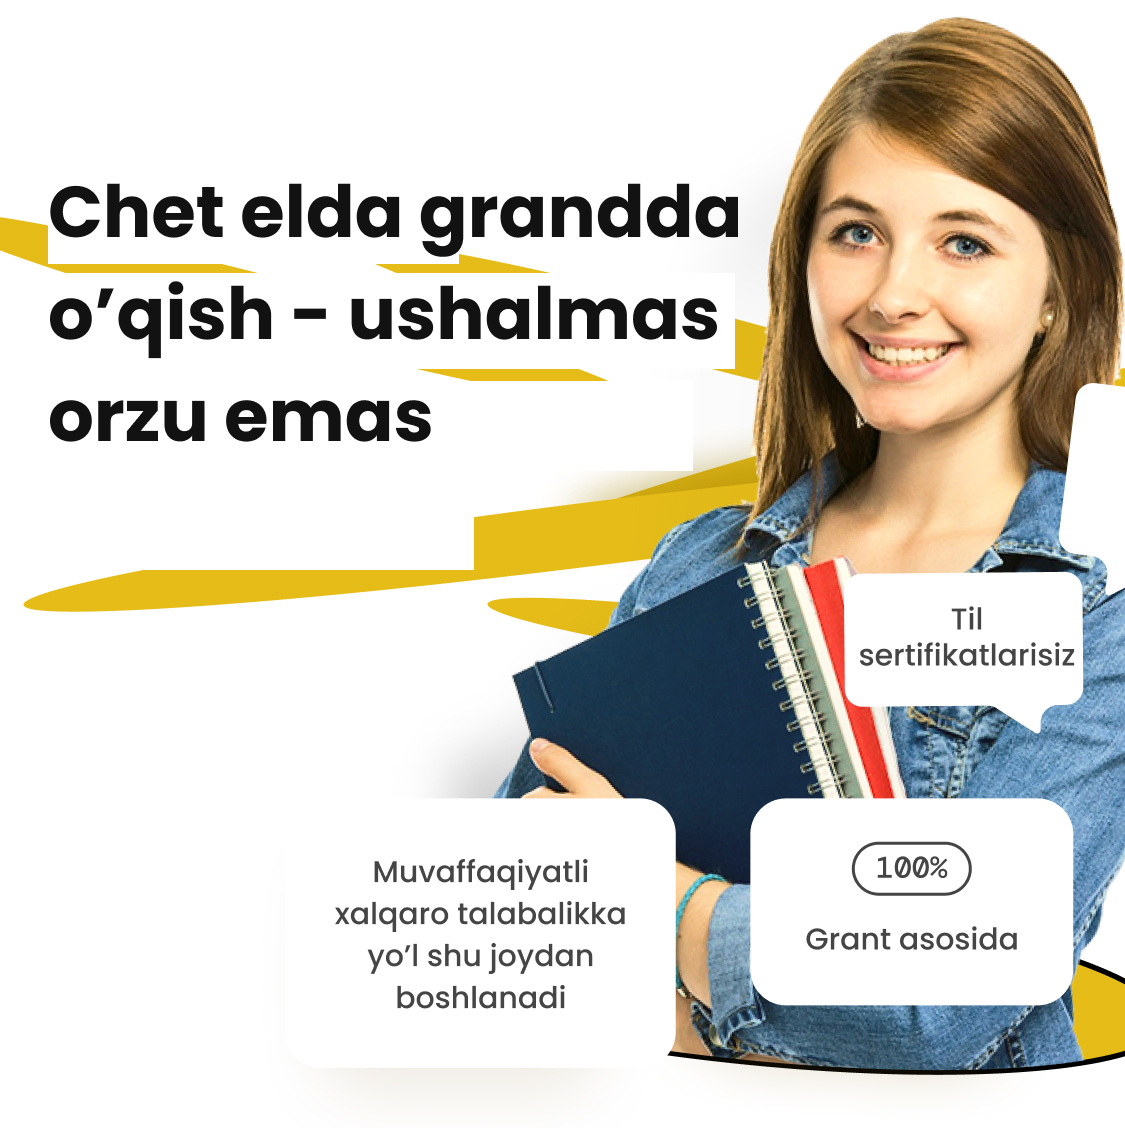 Chet elda grandda
o’qish - ushalmas
orzu emas
Til
sertifikatlarisiz
Muvaffaqiyatli
xalqaro talabalikka
yo’l shu joydan
boshlanadi
100%
Grant asosida